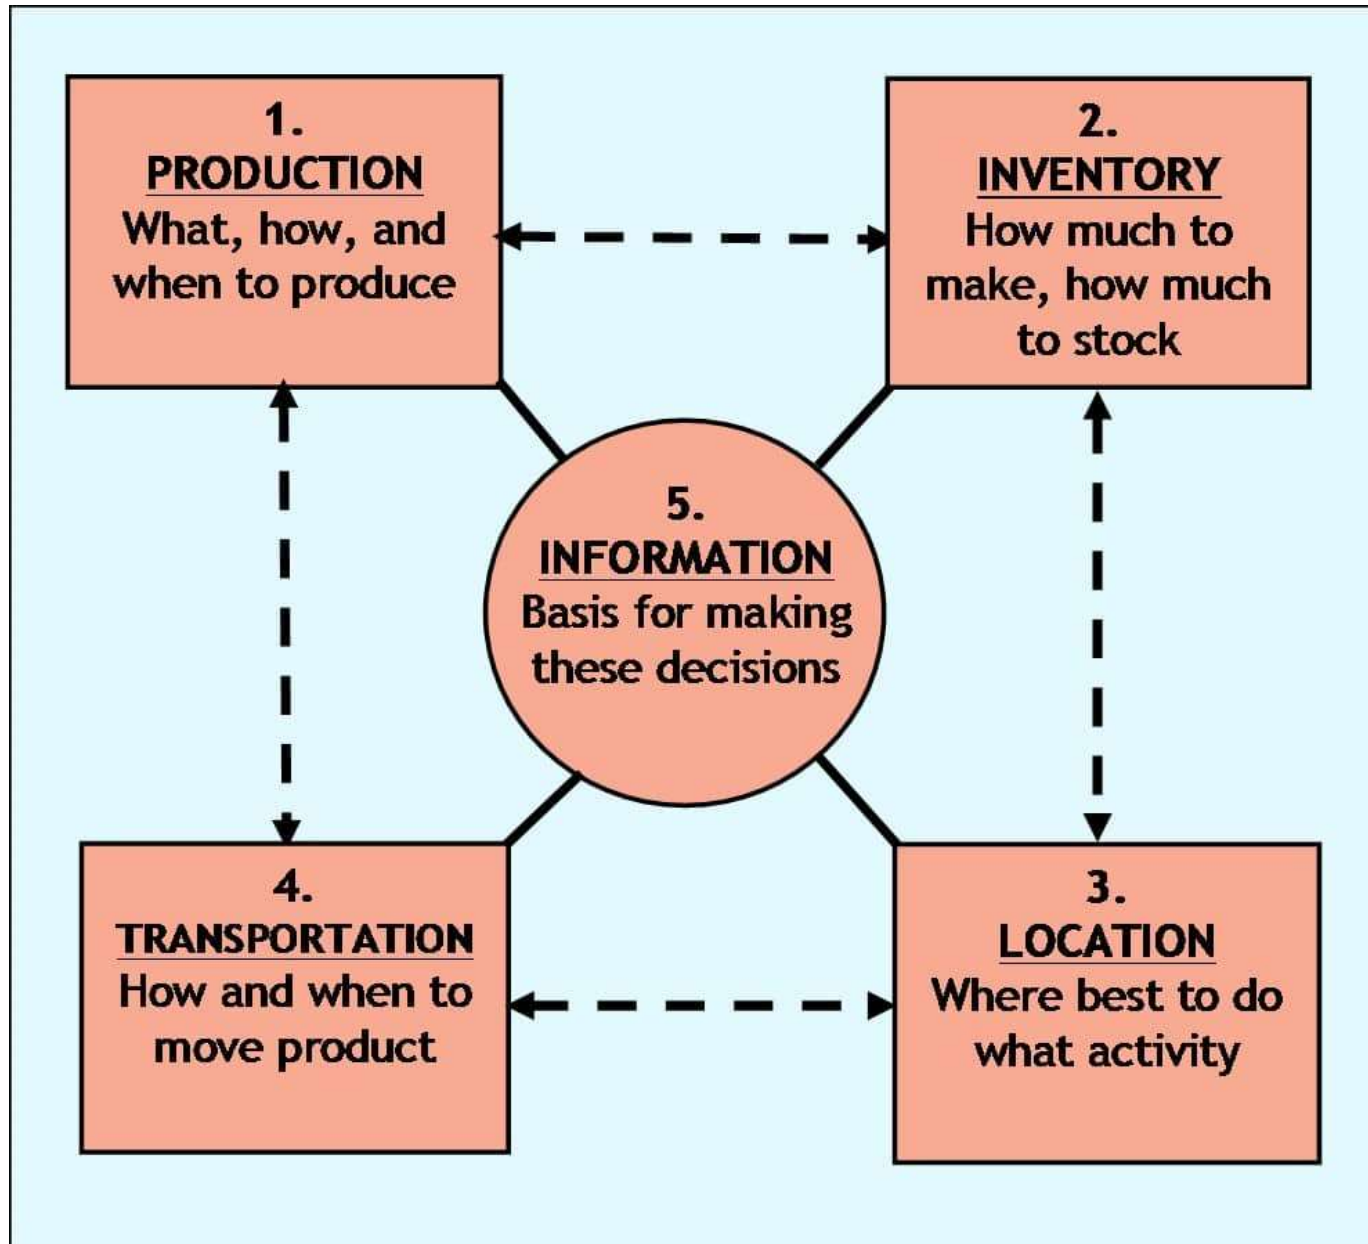 1.
PRODUCTION
What, how, and
when to produce
2.
INVENTORY
How much to
make, how much
to stock
5.
INFORMATION
Basis for making
these decisions
4.
TRANSPORTATION
How and when to
move product
3.
LOCATION
Where best to do
what activity